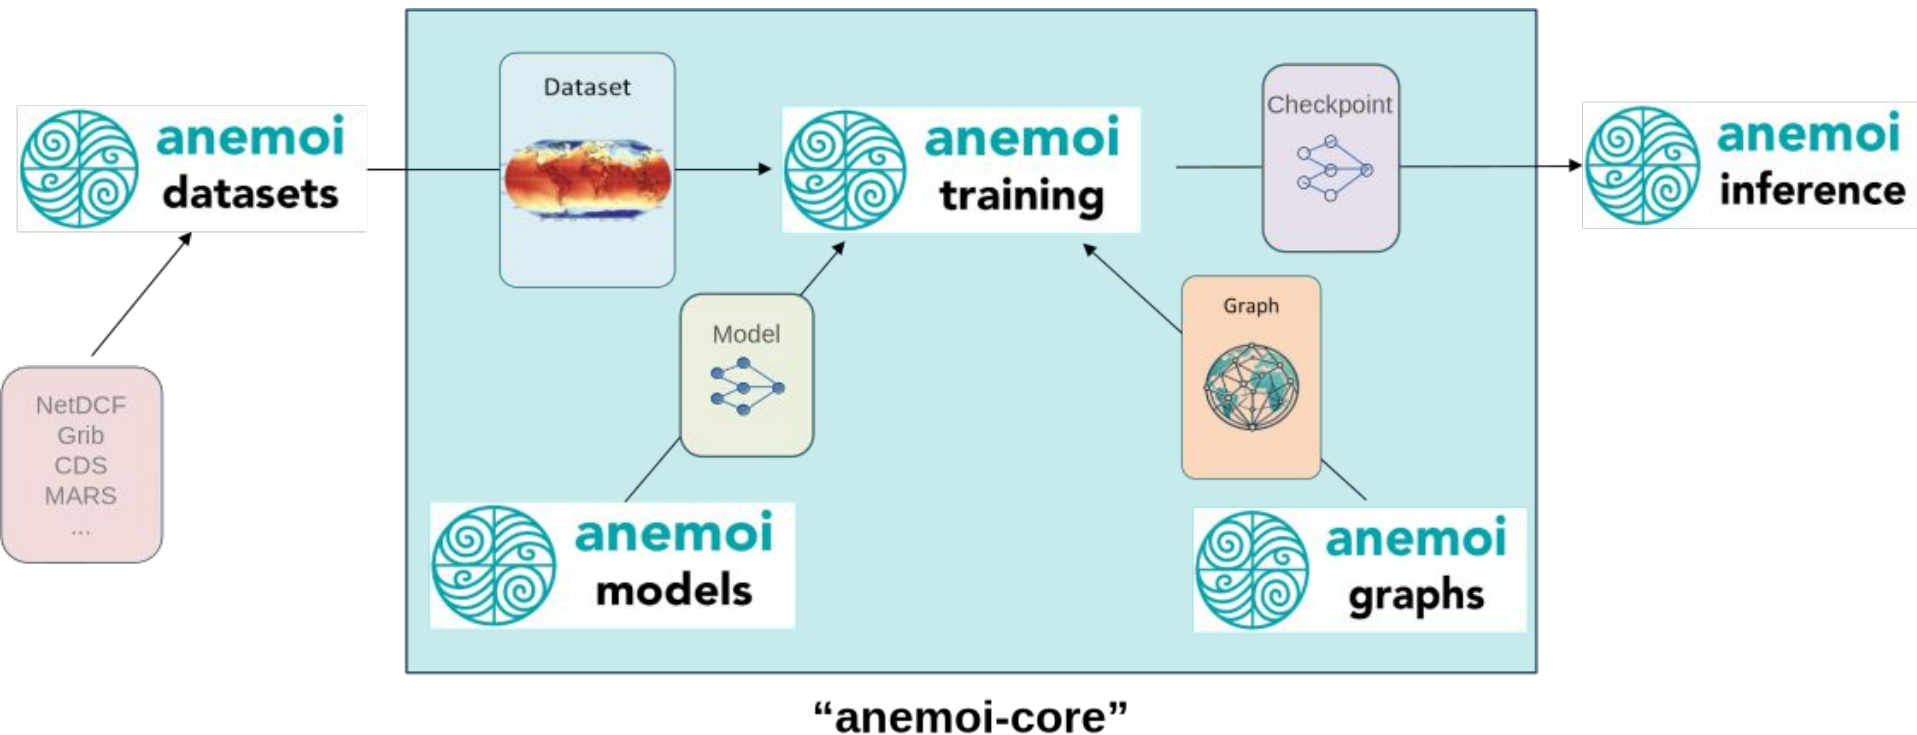 Dataset
anemoi
datasets
anemoi
training
Checkpoint
anemoi
inference
NetDCF
Grib
CDS
MARS
...
Model
Graph
anemoi
models
anemoi
graphs
“anemoi-core”